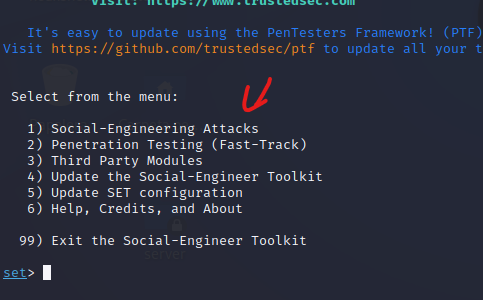 Visit: https://www.trustedsec.com
It's easy to update using the PenTesters Framework! (PTF)
Visit https://github.com/trustedsec/ptf to update all your t
Select from the menu:
1) Social-Engineering Attacks
2) Penetration Testing (Fast-Track)
3) Third Party Modules
4) Update the Social-Engineer Toolkit
5) Update SET configuration
6) Help, Credits, and About
99) Exit the Social-Engineer Toolkit
set>